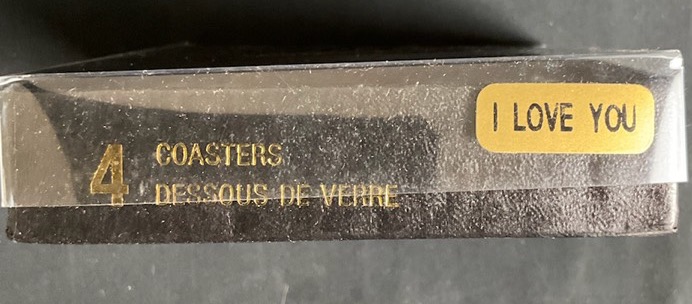 I LOVE YOU
4 COASTERS
DESSOUS DE VERRE